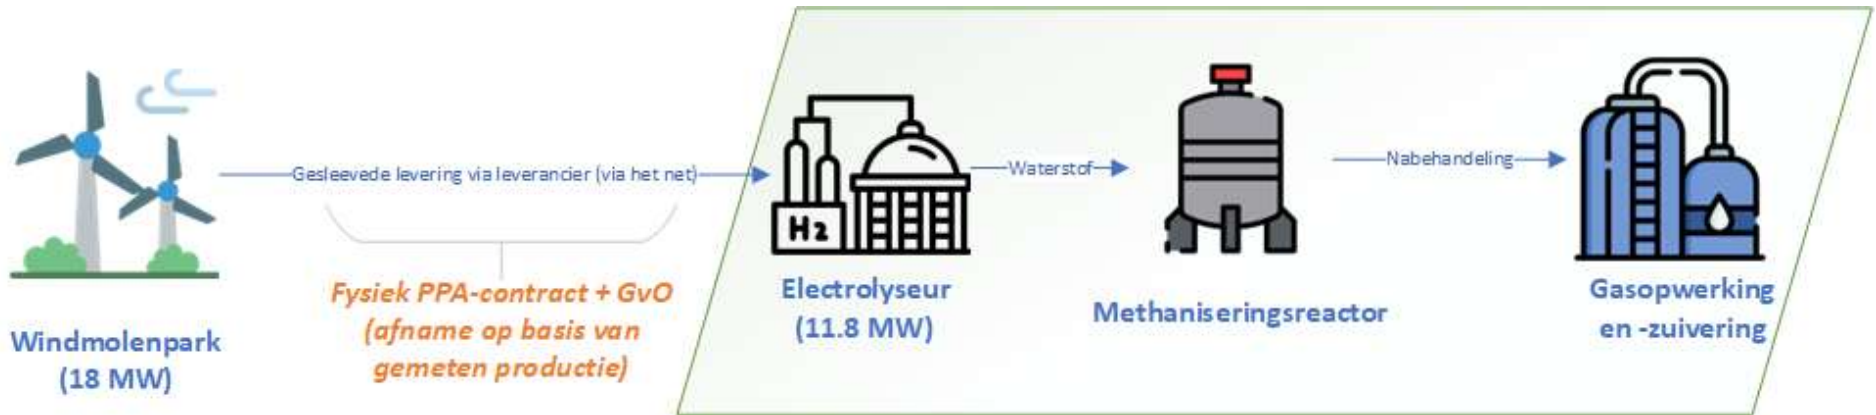 Gesleevede levering via leverancier (via het net)
Waterstof
Nabehandeling
H2
Fysiek PPA-contract + GvO
(afname op basis van
gemeten productie)
Windmolenpark
(18 MW)
Electrolyseur
(11.8 MW)
Methaniseringsreactor
Gasopwerking
en -zuivering